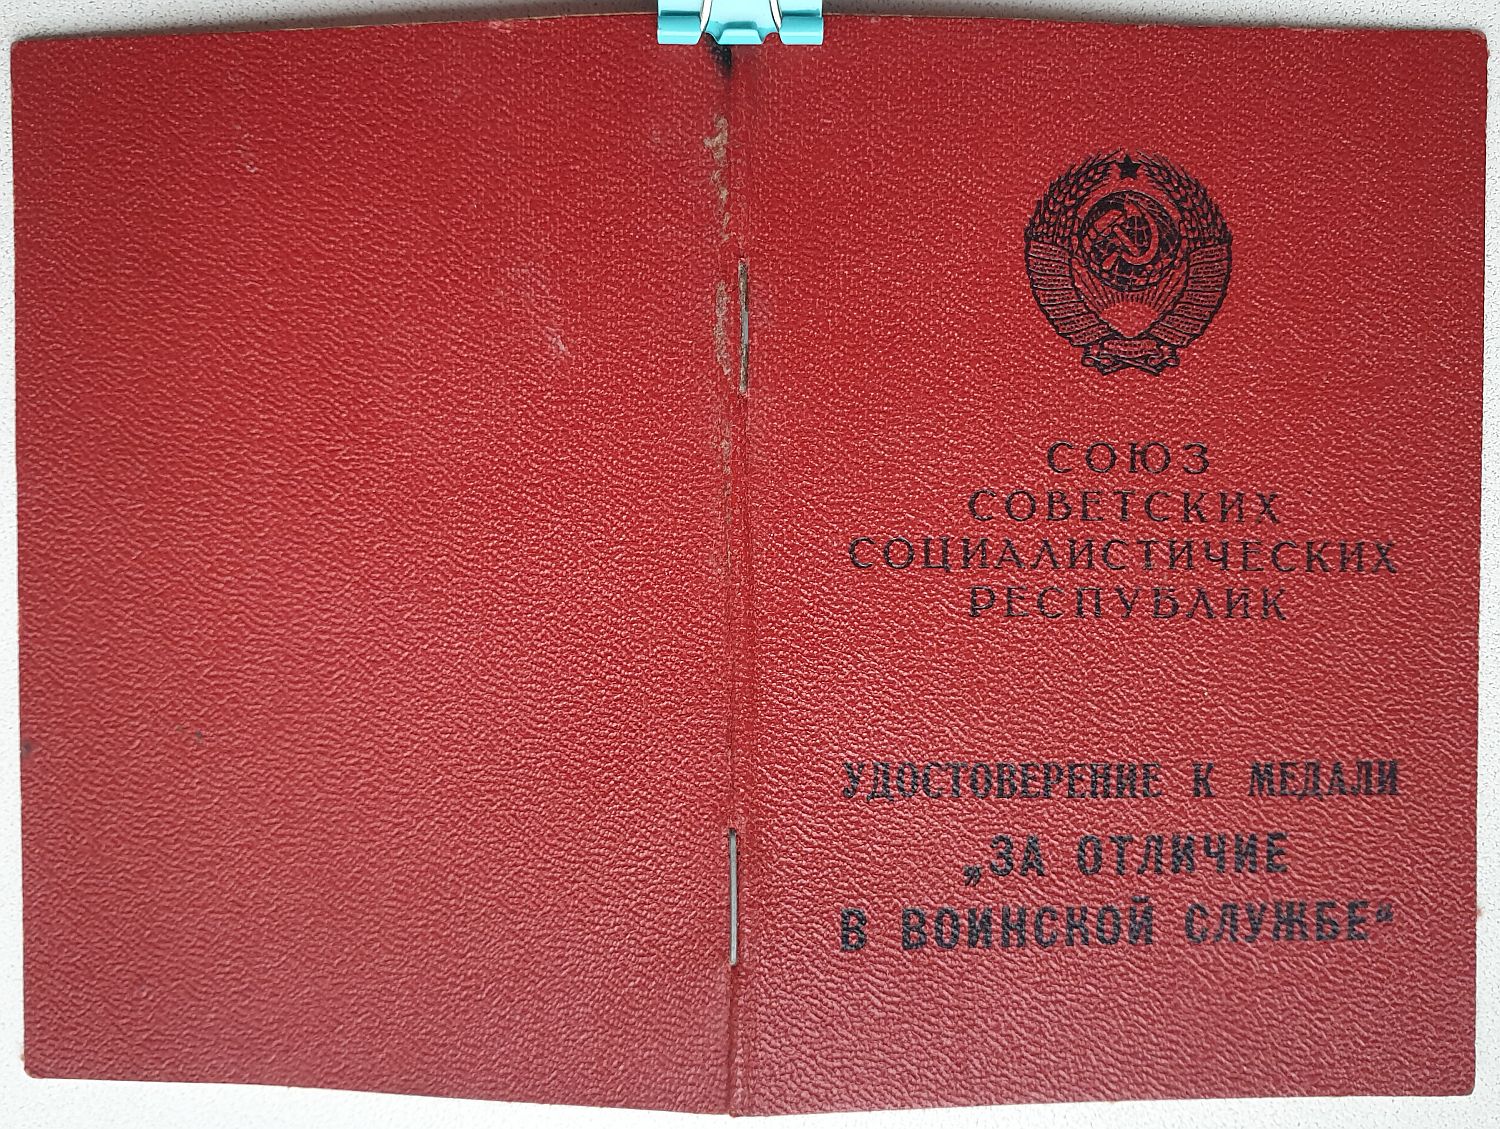 СОЮЗ
СОВЕТСКИХ
СОЦИАЛИСТИЧЕСКИХ
РЕСПУБЛИК
УДОСТОВЕРЕНИЕ К МЕДАЛИ
„ЗА ОТЛИЧИЕ
В ВОИНСКОЙ СЛУЖБЕ“